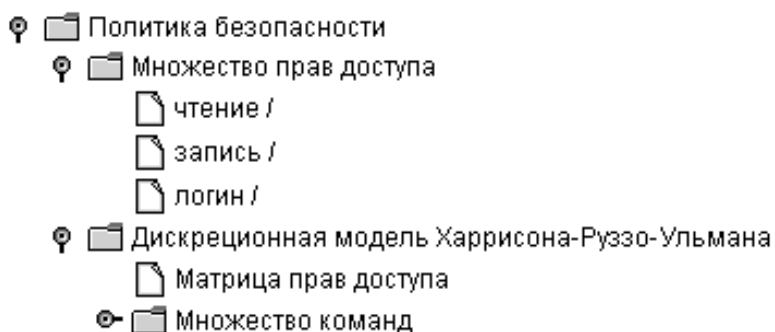 Политика безопасности
Множество прав доступа
чтение /
запись /
логин /
Дискреционная модель Харрисона-Руззо-Ульмана
Матрица прав доступа
Множество команд